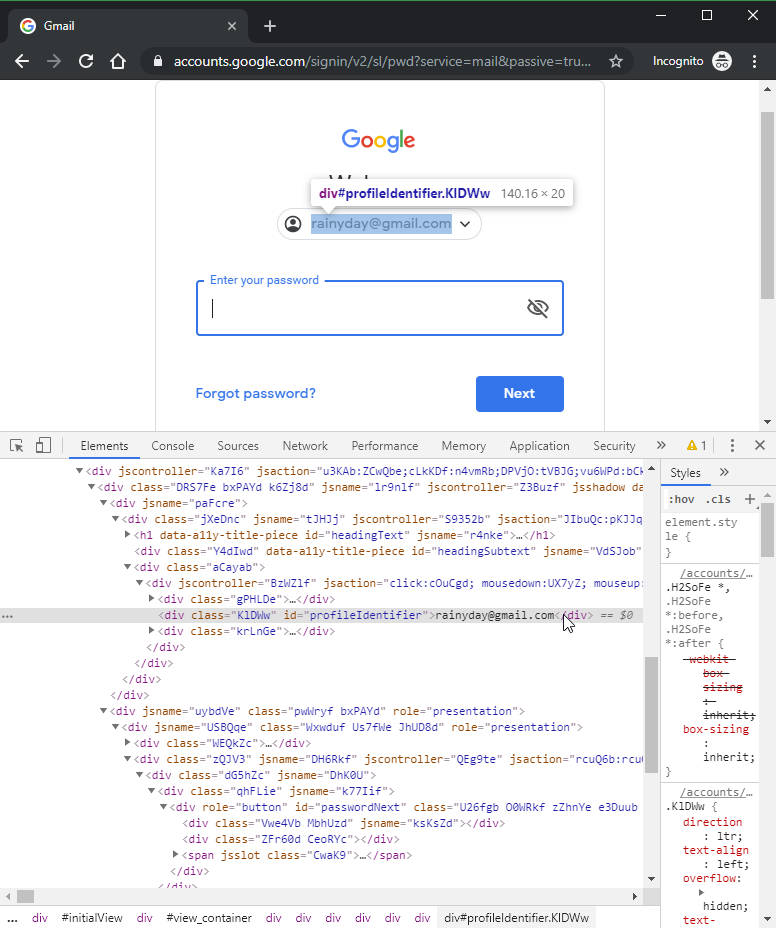 Gmail
accounts.google.com/signin/v2/sl/pwd?service=mail&passive=tru...
Incognito
Google
div#profileIdentifier.KlDWw 140.16 × 20
rainyday@gmail.com
Enter your password
Forgot password?
Next
Elements Console Sources Network Performance Memory Application Security » 1
<div jscontroller="Ka7I6" jsaction="u3KAb:ZCwQbe;cLkKDf:n4vmRb;DPVjO:tVBJG;vu6WPd:bCk
<div class="DRS7Fe bxPAYd k6Zj8d" jsname="lr9nlf" jscontroller="Z3Buzf" jsshadow da
<div jsname="paFcre">
<div class="jXeDnc" jsname="tJHJj" jscontroller="S9352b" jsaction="JIbuQc:pKJJq
<h1 data-a11y-title-piece id="headingText" jsname="r4nke">…</h1>
<div class="Y4dIwd" data-a11y-title-piece id="headingSubtext" jsname="VdSJob"
<div class="aCayab">
<div jscontroller="BzWZlf" jsaction="click:cOuCgd; mousedown:UX7yZ; mouseup:
<div class="gPHLDe">…</div>
... <div class="KlDWw" id="profileIdentifier">rainyday@gmail.com</div> == $0
<div class="krLnGe">…</div>
</div>
</div>
</div>
</div>
<div jsname="uybdVe" class="pwWryf bxPAYd" role="presentation">
<div jsname="USBQqe" class="Wxwduf Us7fWe JhUD8d" role="presentation">
<div class="WEQkZc">…</div>
<div class="zQJV3" jsname="DH6Rkf" jscontroller="QEg9te" jsaction="rcuQ6b:rcuQ
<div class="dG5hZc" jsname="DhK0U">
<div class="qhFLie" jsname="k77Iif">
<div role="button" id="passwordNext" class="U26fgb O0WRkf zZhnYe e3Duub
<div class="Vwe4Vb MbhUzd" jsname="ksKsZd"></div>
<div class="ZFr60d CeoRYc"></div>
<span jsslot class="CwaK9">…</span>
</div>
</div>
Styles »
:hov .cls +
element.sty
le {
}
/accounts/…
.H2SoFe *,
.H2SoFe
*:before,
.H2SoFe
*:after {
-webkit-
box-
sizing
:
inherit;
box-sizing
:
inherit;
}
/accounts/…
.KlDWw {
direction
: ltr;
text-align
: left;
overflow:
hidden;
text-
... div #initialView div #view_container div div div div div div div#profileIdentifier.KlDWw